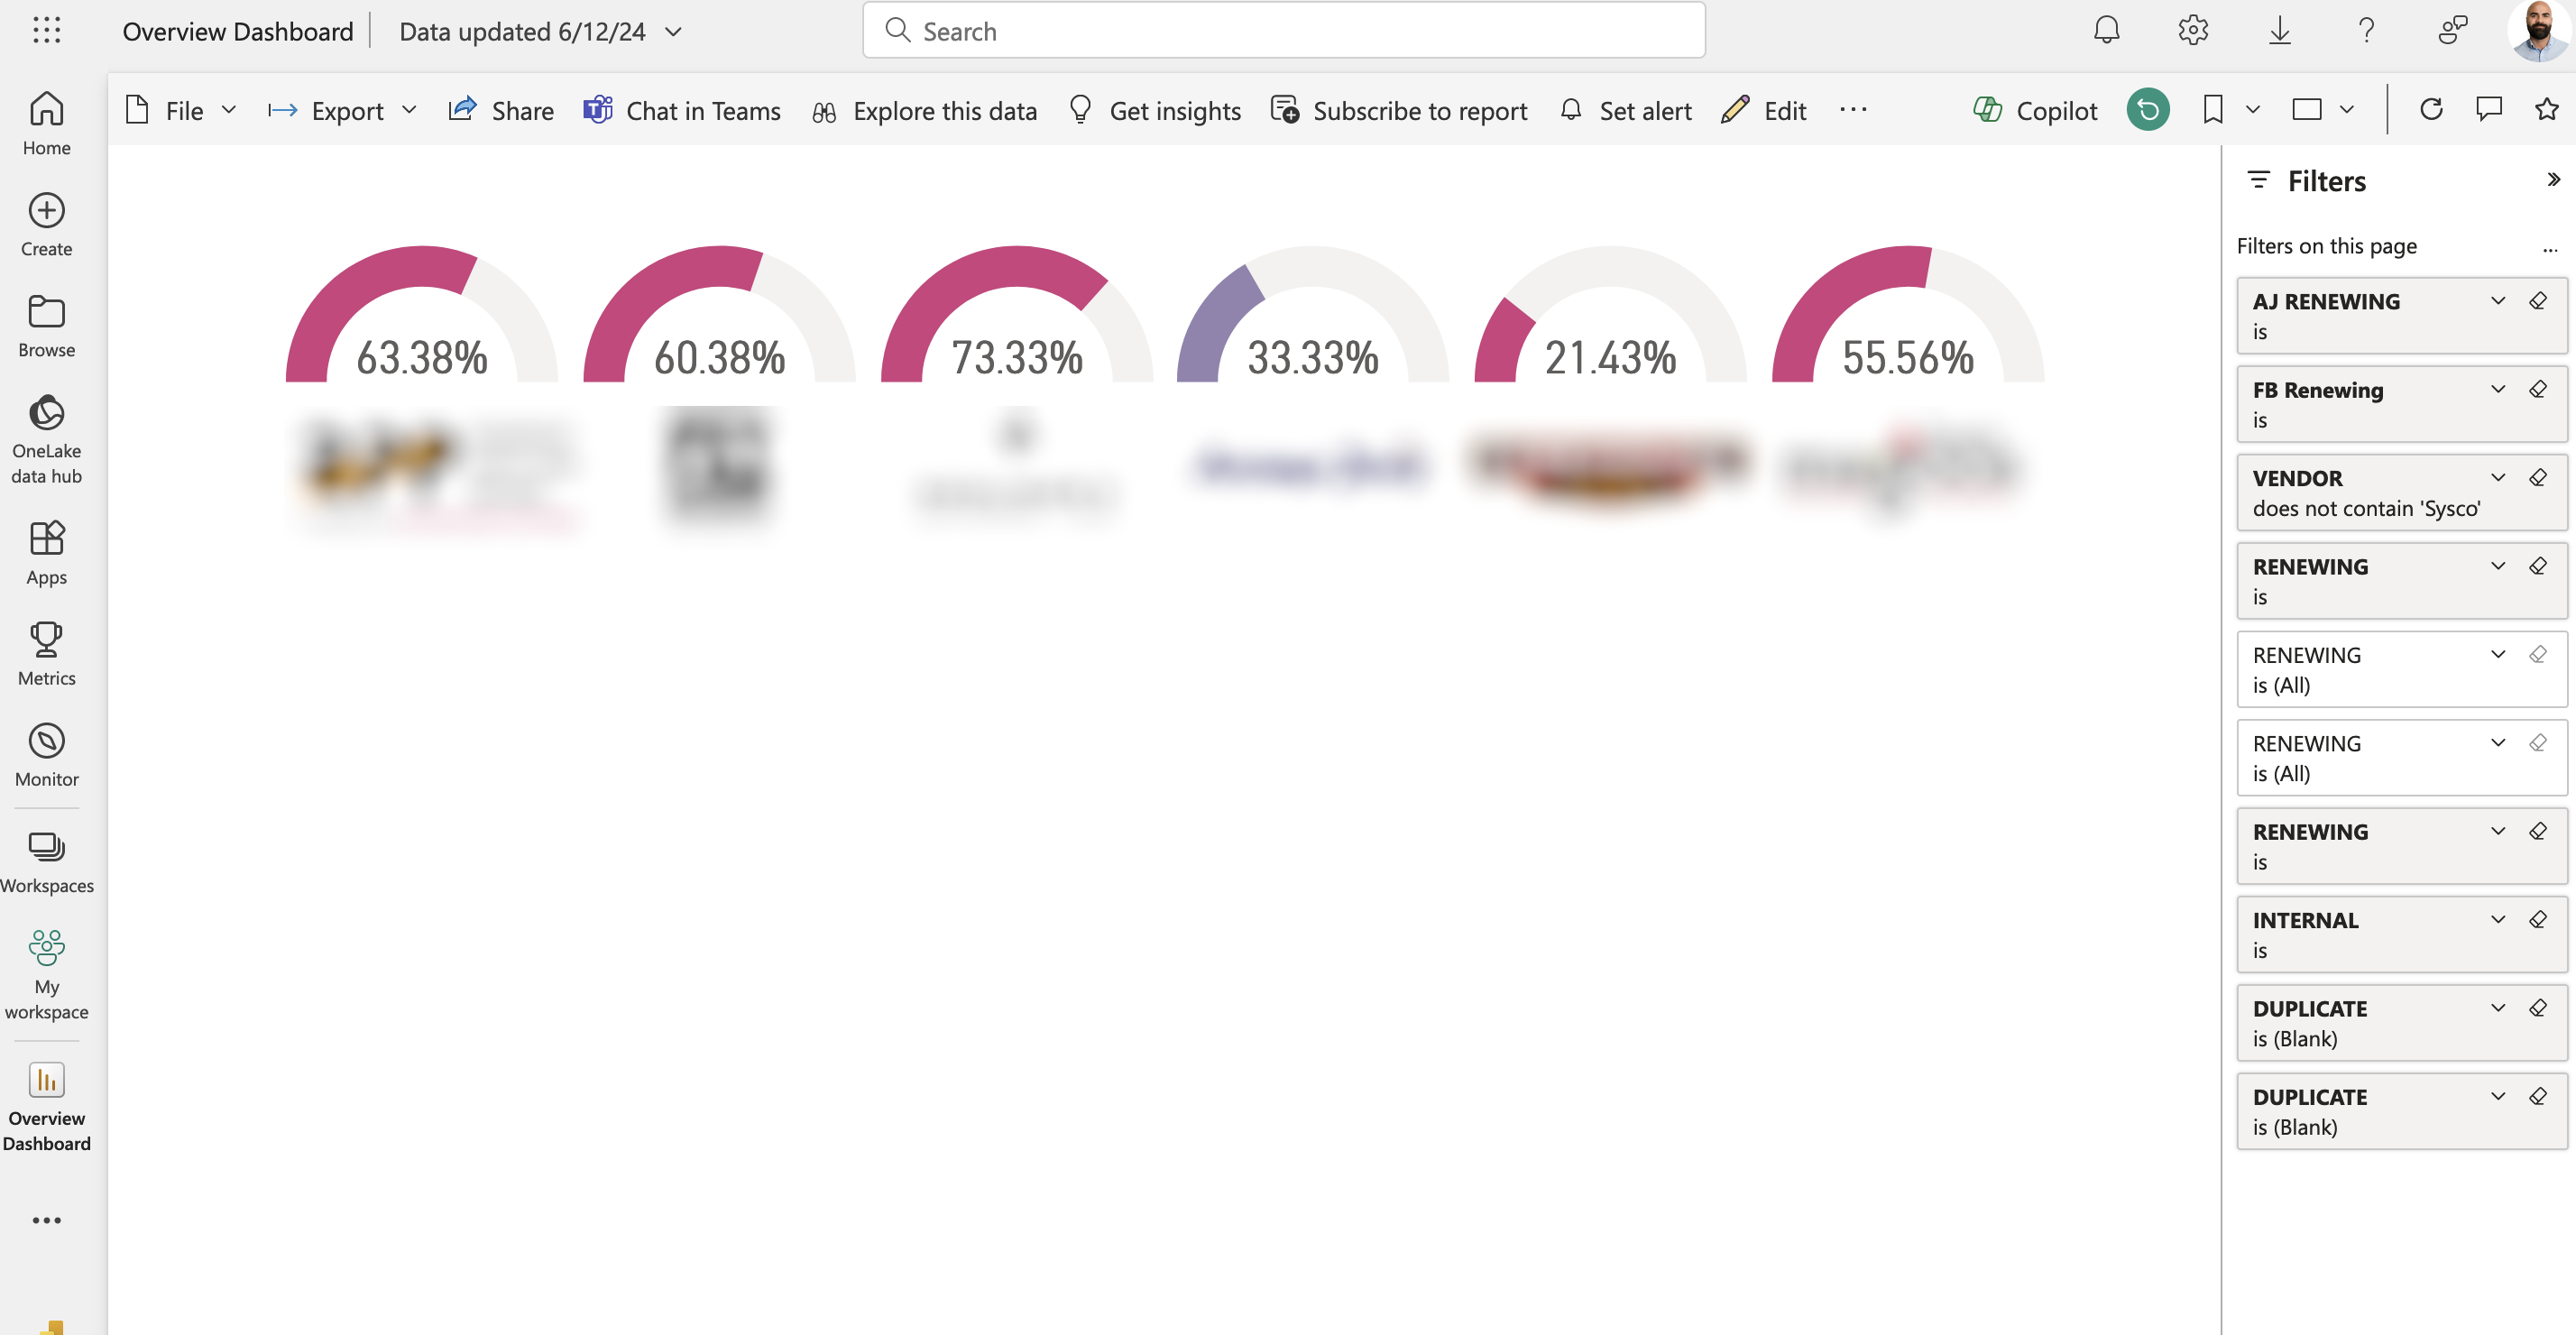 Overview Dashboard
Data updated 6/12/24
Search
File
Export
Share
Chat in Teams
Explore this data
Get insights
Subscribe to report
Set alert
Edit
...
Copilot
Home
Create
Browse
OneLake
data hub
Apps
Metrics
Monitor
Workspaces
My
workspace
Overview
Dashboard
...
63.38%
60.38%
73.33%
33.33%
21.43%
55.56%
Filters
Filters on this page
...
AJ RENEWING
is
FB Renewing
is
VENDOR
does not contain 'Sysco'
RENEWING
is
RENEWING
is (All)
RENEWING
is (All)
RENEWING
is
INTERNAL
is
DUPLICATE
is (Blank)
DUPLICATE
is (Blank)